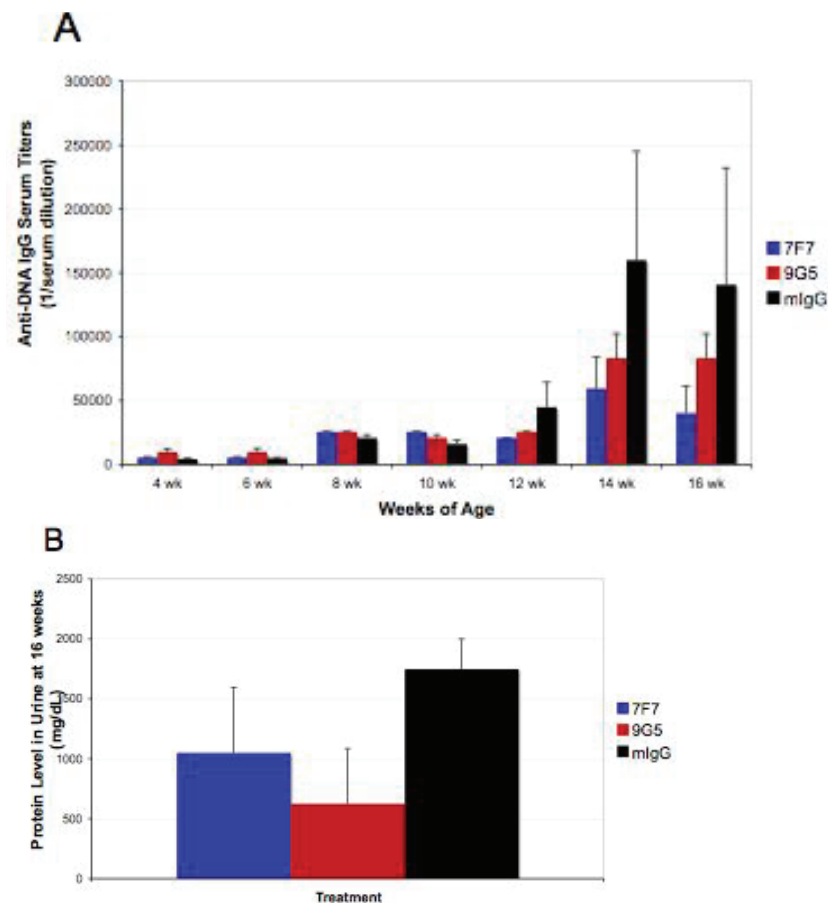 A
300000
250000
200000
150000
100000
50000
0
Anti-DNA IgG Serum Titers
(1/serum dilution)
4 wk 6 wk 8 wk 10 wk 12 wk 14 wk 16 wk
Weeks of Age
7F7
9G5
mIgG
B
2500
2000
1500
1000
500
0
Protein Level in Urine at 16 weeks
(mg/dL)
Treatment
7F7
9G5
mIgG